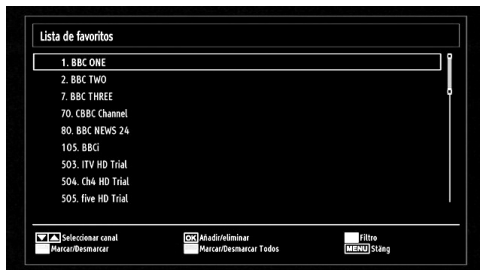 Lista de favoritos
1. BBC ONE
2. BBC TWO
7. BBC THREE
70. CBBC Channel
80. BBC NEWS 24
105. BBCi
503. ITV HD Trial
504. Ch4 HD Trial
505. five HD Trial
Seleccionar canal OK Añadir/eliminar Filtro
Marcar/Desmarcar Marcar/Desmarcar Todos MENU Stäng